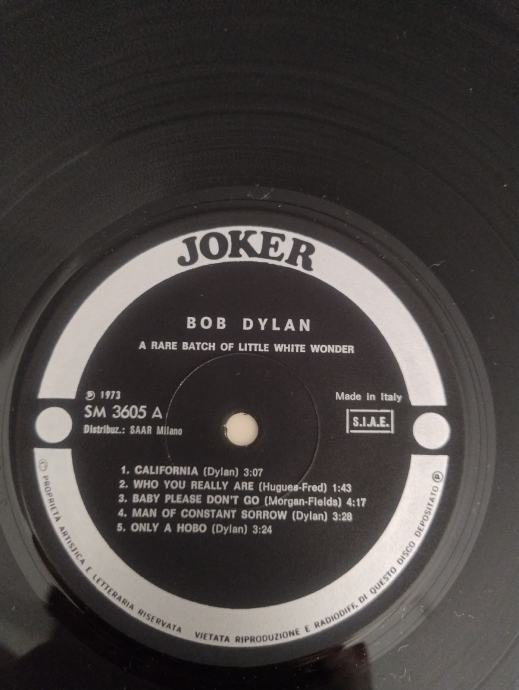 JOKER
BOB DYLAN
A RARE BATCH OF LITTLE WHITE WONDER
℗ 1973
SM 3605 A
Distribuz.: SAAR Milano
Made in Italy
S.I.A.E.
1. CALIFORNIA (Dylan) 3:07
2. WHO YOU REALLY ARE (Hugues-Fred) 1:43
3. BABY PLEASE DON'T GO (Morgan-Fields) 4:17
4. MAN OF CONSTANT SORROW (Dylan) 3:28
5. ONLY A HOBO (Dylan) 3:24
© PROPRIETA ARTISTICA E LETTERARIA RISERVATA VIETATA RIPRODUZIONE E RADIODIFF. DI QUESTO DISCO DEPOSITATO ℗